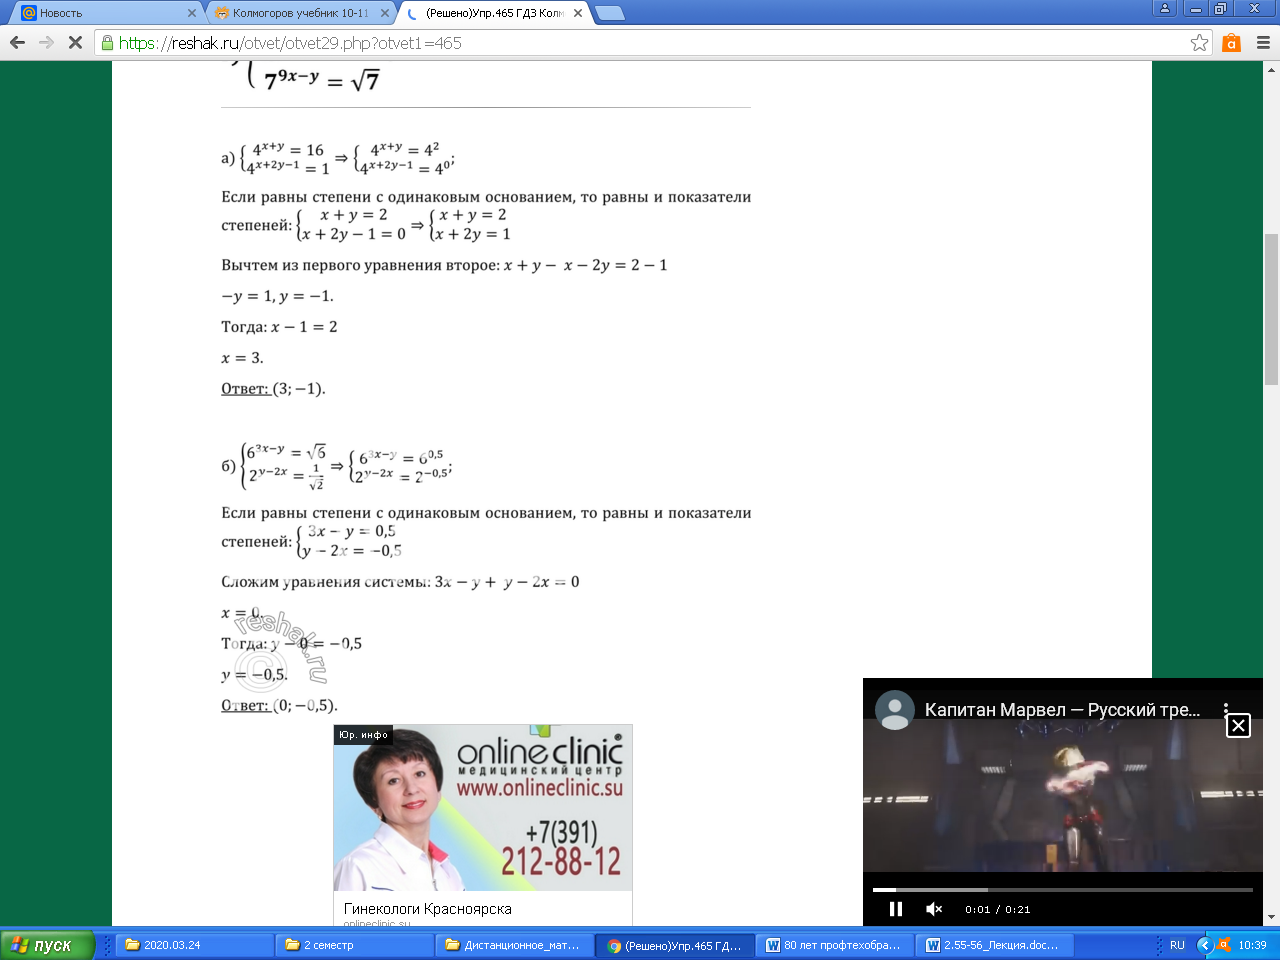 Новость
Колмогоров учебник 10-11
(Решено)Упр.465 ГДЗ Колм
https://reshak.ru/otvet/otvet29.php?otvet1=465
7^{9x−y} = √7
а) {4^{x+y} = 16 ⇒ {4^{x+y} = 4^2
{4^{x+2y−1} = 1 {4^{x+2y−1} = 4^0;
Если равны степени с одинаковым основанием, то равны и показатели
степеней: {x + y = 2 ⇒ {x + y = 2
{x + 2y − 1 = 0 {x + 2y = 1
Вычтем из первого уравнения второе: x + y − x − 2y = 2 − 1
−y = 1, y = −1.
Тогда: x − 1 = 2
x = 3.
Ответ: (3; −1).
б) {6^{3x−y} = √6 ⇒ {6^{3x−y} = 6^{0,5}
{2^{y−2x} = 1/√2 {2^{y−2x} = 2^{−0,5};
Если равны степени с одинаковым основанием, то равны и показатели
степеней: {3x − y = 0,5
{y − 2x = −0,5
Сложим уравнения системы: 3x − y + y − 2x = 0
x = 0.
Тогда: y − 0 = −0,5
y = −0,5.
Ответ: (0; −0,5).
reshak.ru
©
Юр. инфо
onlineclinic®
медицинский центр
www.onlineclinic.su
+7(391)
212-88-12
Гинекологи Красноярска
onlineclinic.su
Капитан Марвел — Русский тре...
0:01 / 0:21
пуск
2020.03.24
2 семестр
Дистанционное_мат...
(Решено)Упр.465 ГД...
80 лет профтехобра...
2.55-56_Лекция.doc...
RU
10:39